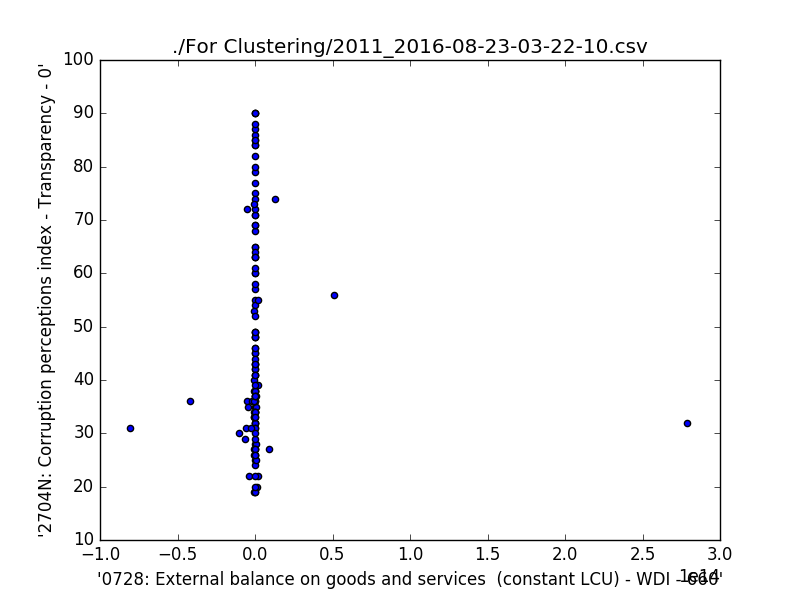 ./For Clustering/2011_2016-08-23-03-22-10.csv
'2704N: Corruption perceptions index - Transparency - 0'
100
90
80
70
60
50
40
30
20
10
−1.0 −0.5 0.0 0.5 1.0 1.5 2.0 2.5 3.0
1e14
'0728: External balance on goods and services (constant LCU) - WDI - 660'